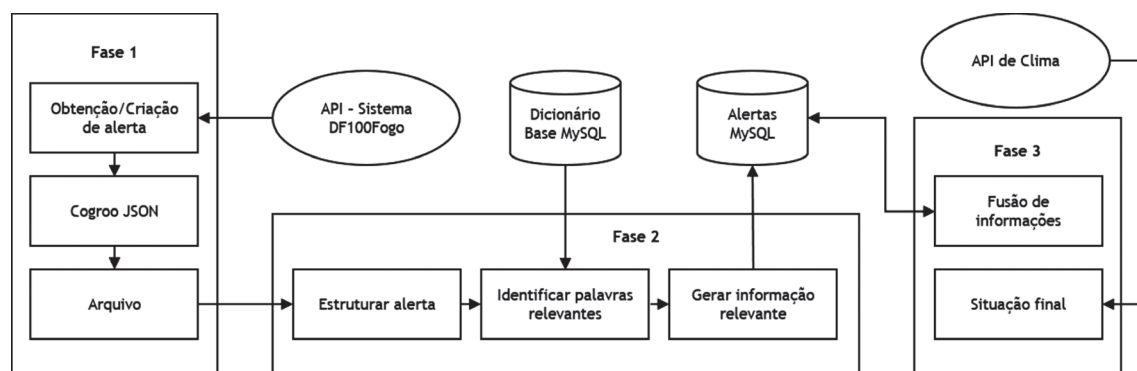 Fase 1
Obtenção/Criação
de alerta
Cogroo JSON
Arquivo
API - Sistema
DF100Fogo
Dicionário
Base MySQL
Alertas
MySQL
Fase 2
Estruturar alerta
Identificar palavras
relevantes
Gerar informação
relevante
API de Clima
Fase 3
Fusão de
informações
Situação final